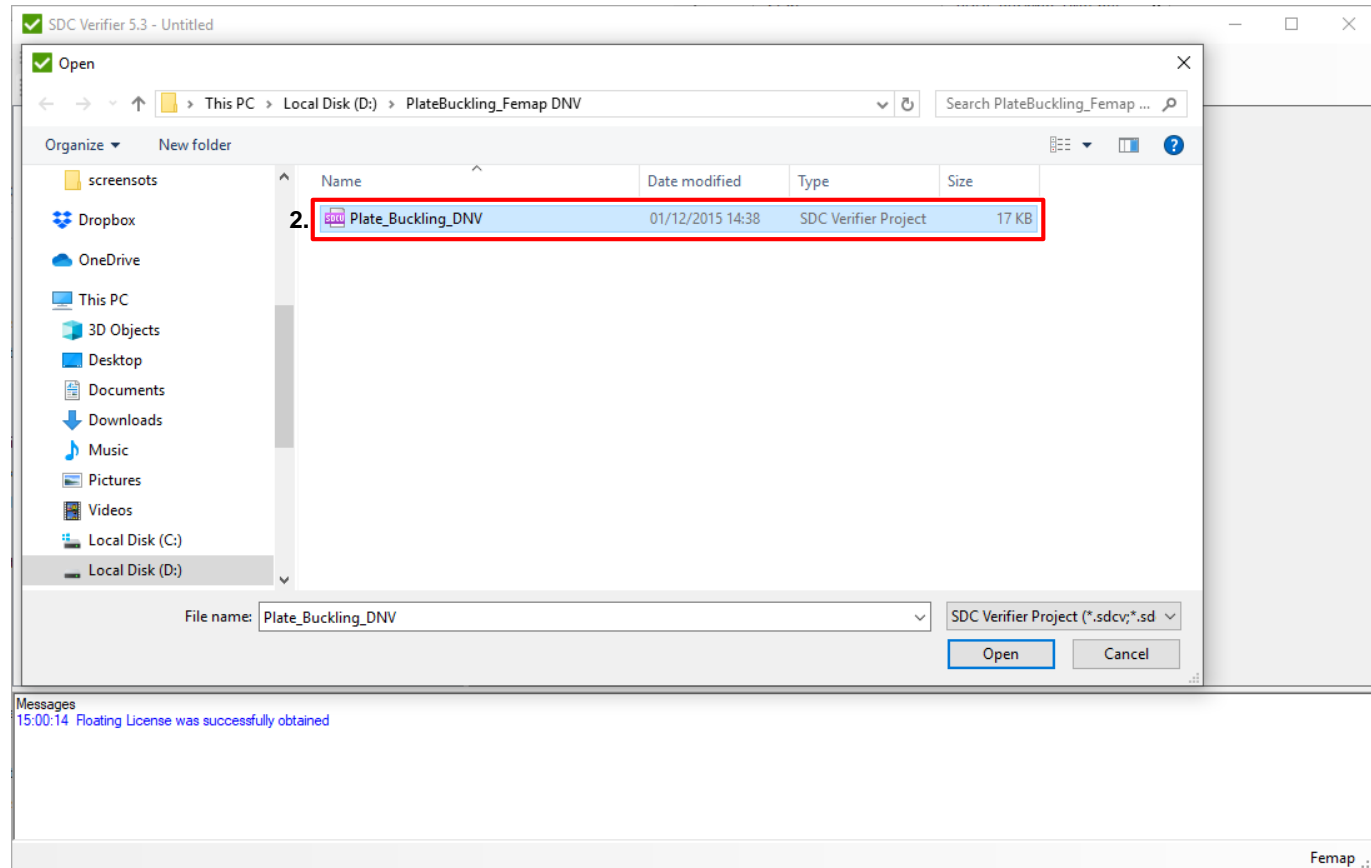 SDC Verifier 5.3 - Untitled
Open
This PC > Local Disk (D:) > PlateBuckling_Femap DNV
Search PlateBuckling_Femap ...
Organize
New folder
Name
Date modified
Type
Size
2.
Plate_Buckling_DNV
01/12/2015 14:38
SDC Verifier Project
17 KB
screensots
Dropbox
OneDrive
This PC
3D Objects
Desktop
Documents
Downloads
Music
Pictures
Videos
Local Disk (C:)
Local Disk (D:)
File name:
Plate_Buckling_DNV
SDC Verifier Project (*.sdcv;*.sd
Open
Cancel
Messages
15:00:14 Floating License was successfully obtained
Femap